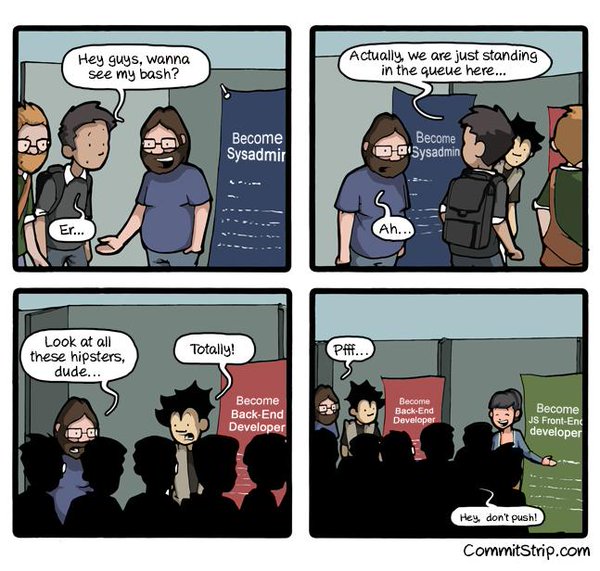 Hey guys, wanna
see my bash?
Er...
Become
Sysadmin
Actually, we are just standing
in the queue here...
Ah...
Become
Sysadmin
Look at all
these hipsters,
dude...
Totally!
Become
Back-End
Developer
Pfff...
Become
Back-End
Developer
Become
JS Front-End
developer
Hey, don't push!
CommitStrip.com